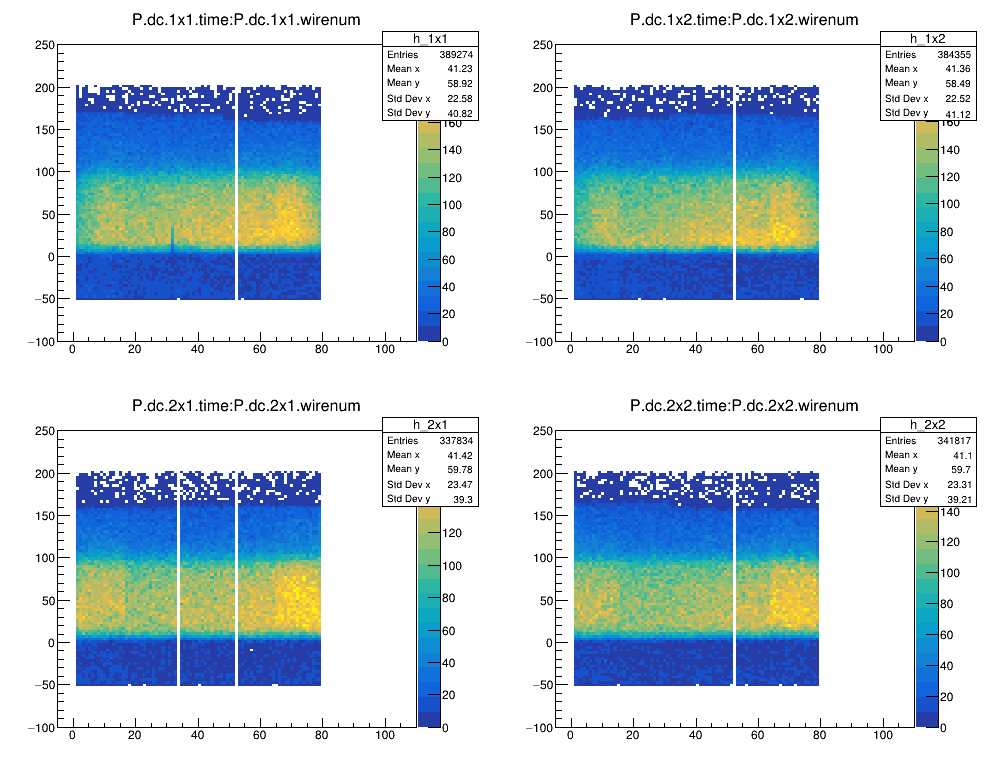 P.dc.1x1.time:P.dc.1x1.wirenum
h_1x1
Entries 389274
Mean x 41.23
Mean y 58.92
Std Dev x 22.58
Std Dev y 40.82
250
200
150
100
50
0
−50
−100
0 20 40 60 80 100
160
140
120
100
80
60
40
20
0
P.dc.1x2.time:P.dc.1x2.wirenum
h_1x2
Entries 384355
Mean x 41.36
Mean y 58.49
Std Dev x 22.52
Std Dev y 41.12
250
200
150
100
50
0
−50
−100
0 20 40 60 80 100
160
140
120
100
80
60
40
20
0
P.dc.2x1.time:P.dc.2x1.wirenum
h_2x1
Entries 337834
Mean x 41.42
Mean y 59.78
Std Dev x 23.47
Std Dev y 39.3
250
200
150
100
50
0
−50
−100
0 20 40 60 80 100
120
100
80
60
40
20
0
P.dc.2x2.time:P.dc.2x2.wirenum
h_2x2
Entries 341817
Mean x 41.1
Mean y 59.7
Std Dev x 23.31
Std Dev y 39.21
250
200
150
100
50
0
−50
−100
0 20 40 60 80 100
140
120
100
80
60
40
20
0